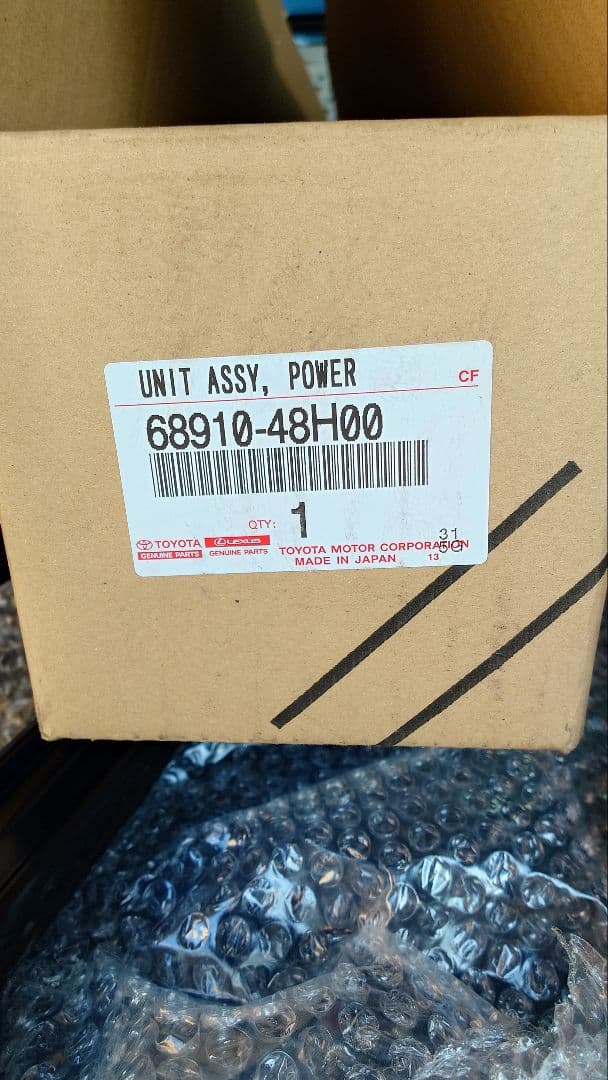 UNIT ASSY, POWER
CF
68910-48H00
QTY: 1
TOYOTA LEXUS
GENUINE PARTS GENUINE PARTS
31
TOYOTA MOTOR CORPORATION
MADE IN JAPAN 13